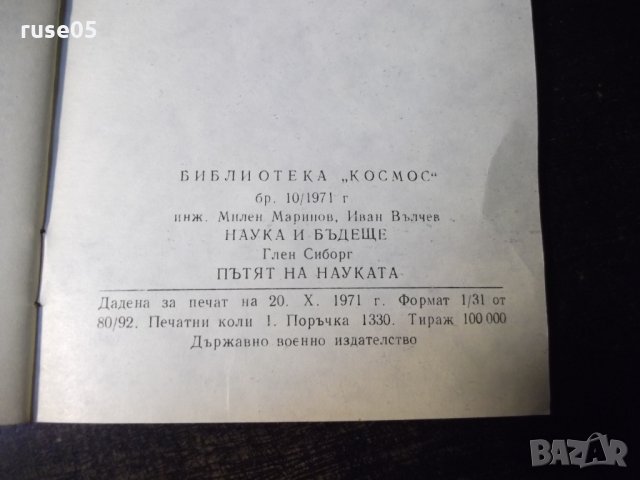 ruse05
БИБЛИОТЕКА „КОСМОС“
бр. 10/1971 г
инж. Милен Маринов, Иван Вълчев
НАУКА И БЪДЕЩЕ
Глен Сиборг
ПЪТЯТ НА НАУКАТА
Дадена за печат на 20. X. 1971 г. Формат 1/31 от
80/92. Печатни коли 1. Поръчка 1330. Тираж 100 000
Държавно военно издателство
BAZAR
bg